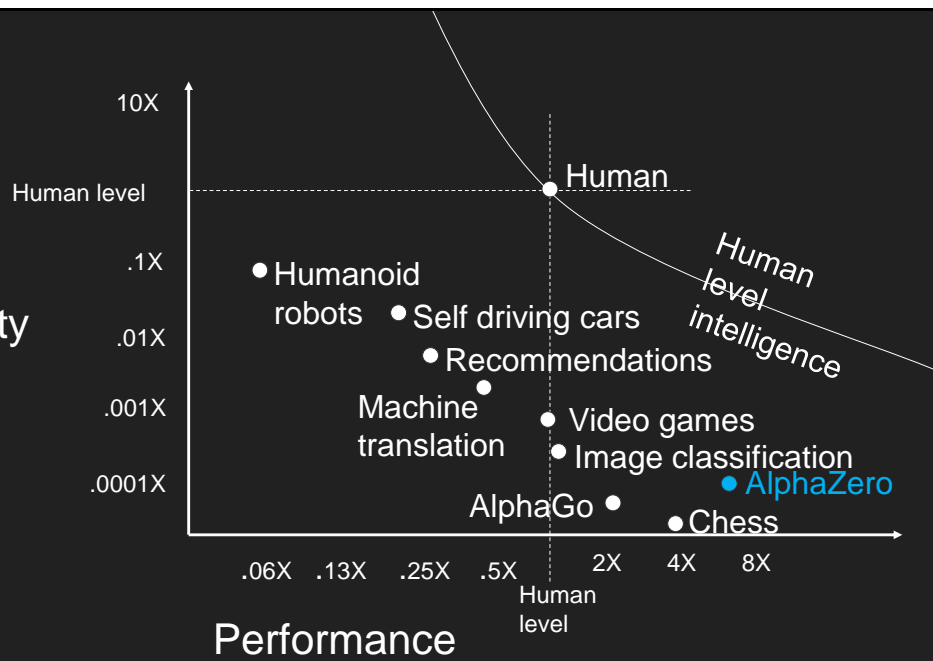 10X
Human level
Human
.1X
Humanoid
robots
Human
level
intelligence
ty
Self driving cars
.01X
Recommendations
.001X
Machine
translation
Video games
Image classification
.0001X
AlphaZero
AlphaGo
Chess
.06X .13X .25X .5X 2X 4X 8X
Human
level
Performance